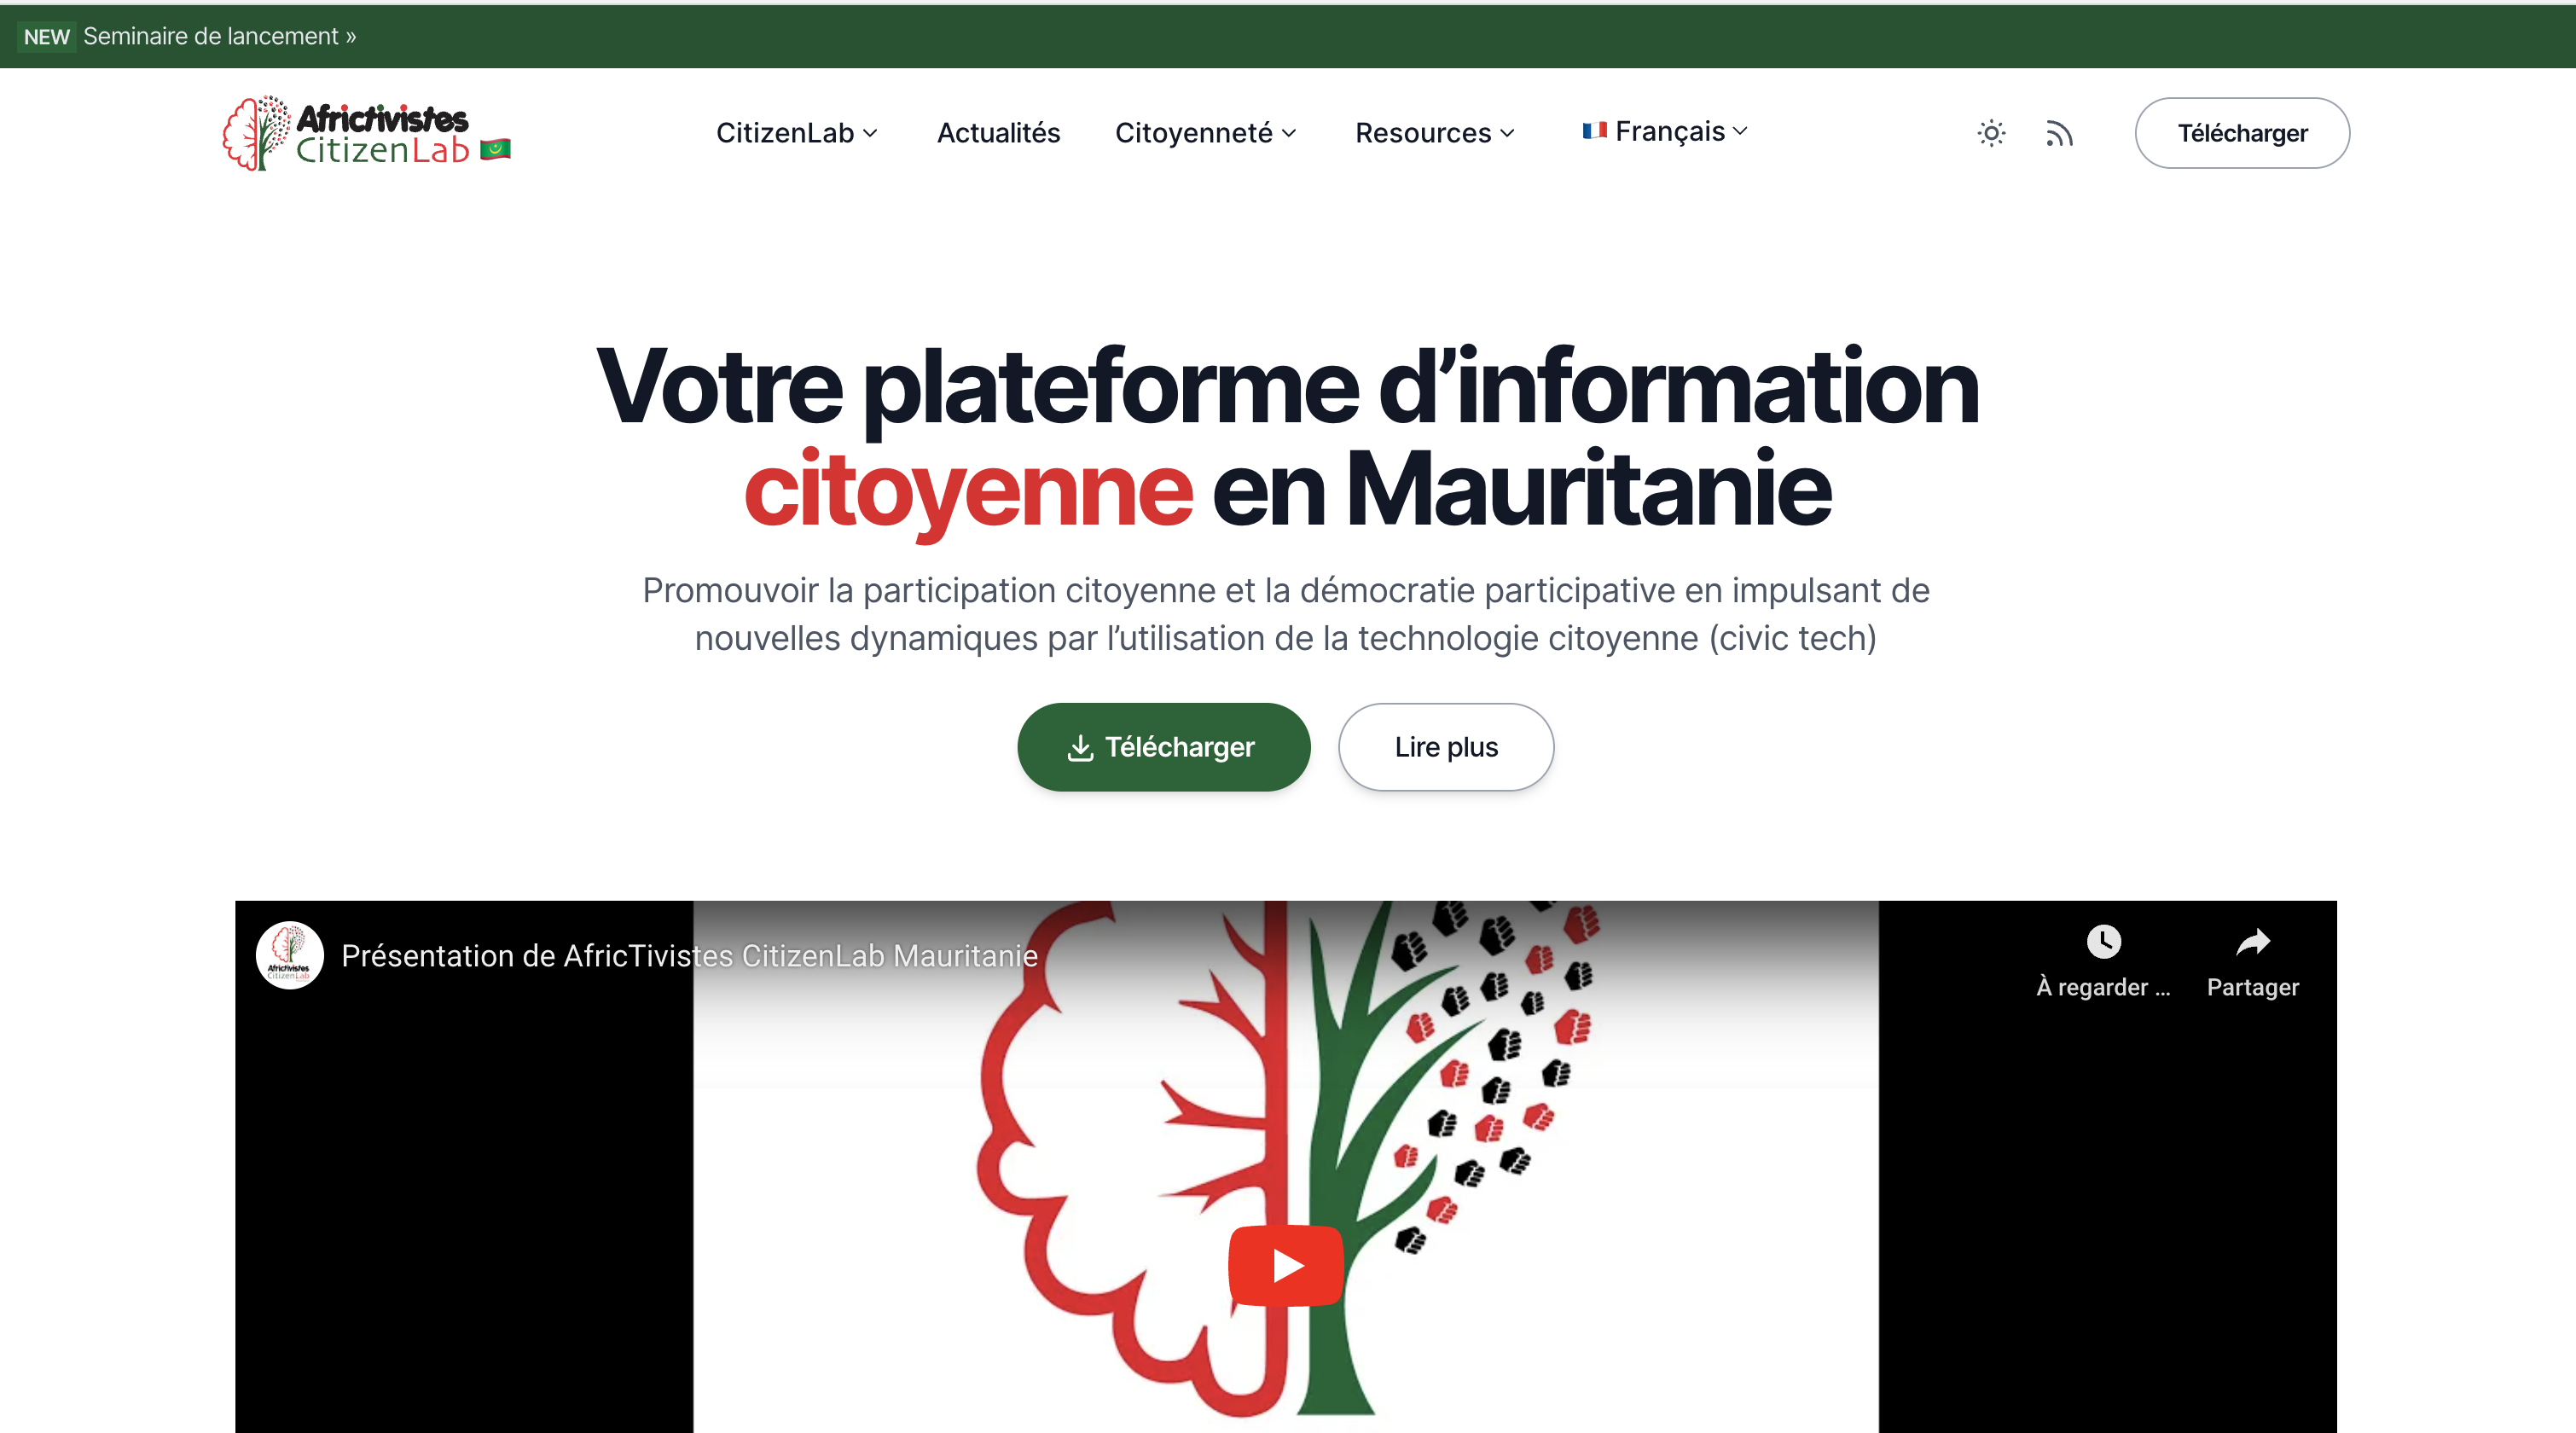 NEW Seminaire de lancement »
Africtivistes
CitizenLab
CitizenLab
Actualités
Citoyenneté
Resources
Français
Télécharger
Votre plateforme d’information
citoyenne en Mauritanie
Promouvoir la participation citoyenne et la démocratie participative en impulsant de
nouvelles dynamiques par l’utilisation de la technologie citoyenne (civic tech)
Télécharger
Lire plus
Africtivistes
CitizenLab
Présentation de AfricTivistes CitizenLab Mauritanie
À regarder ...
Partager